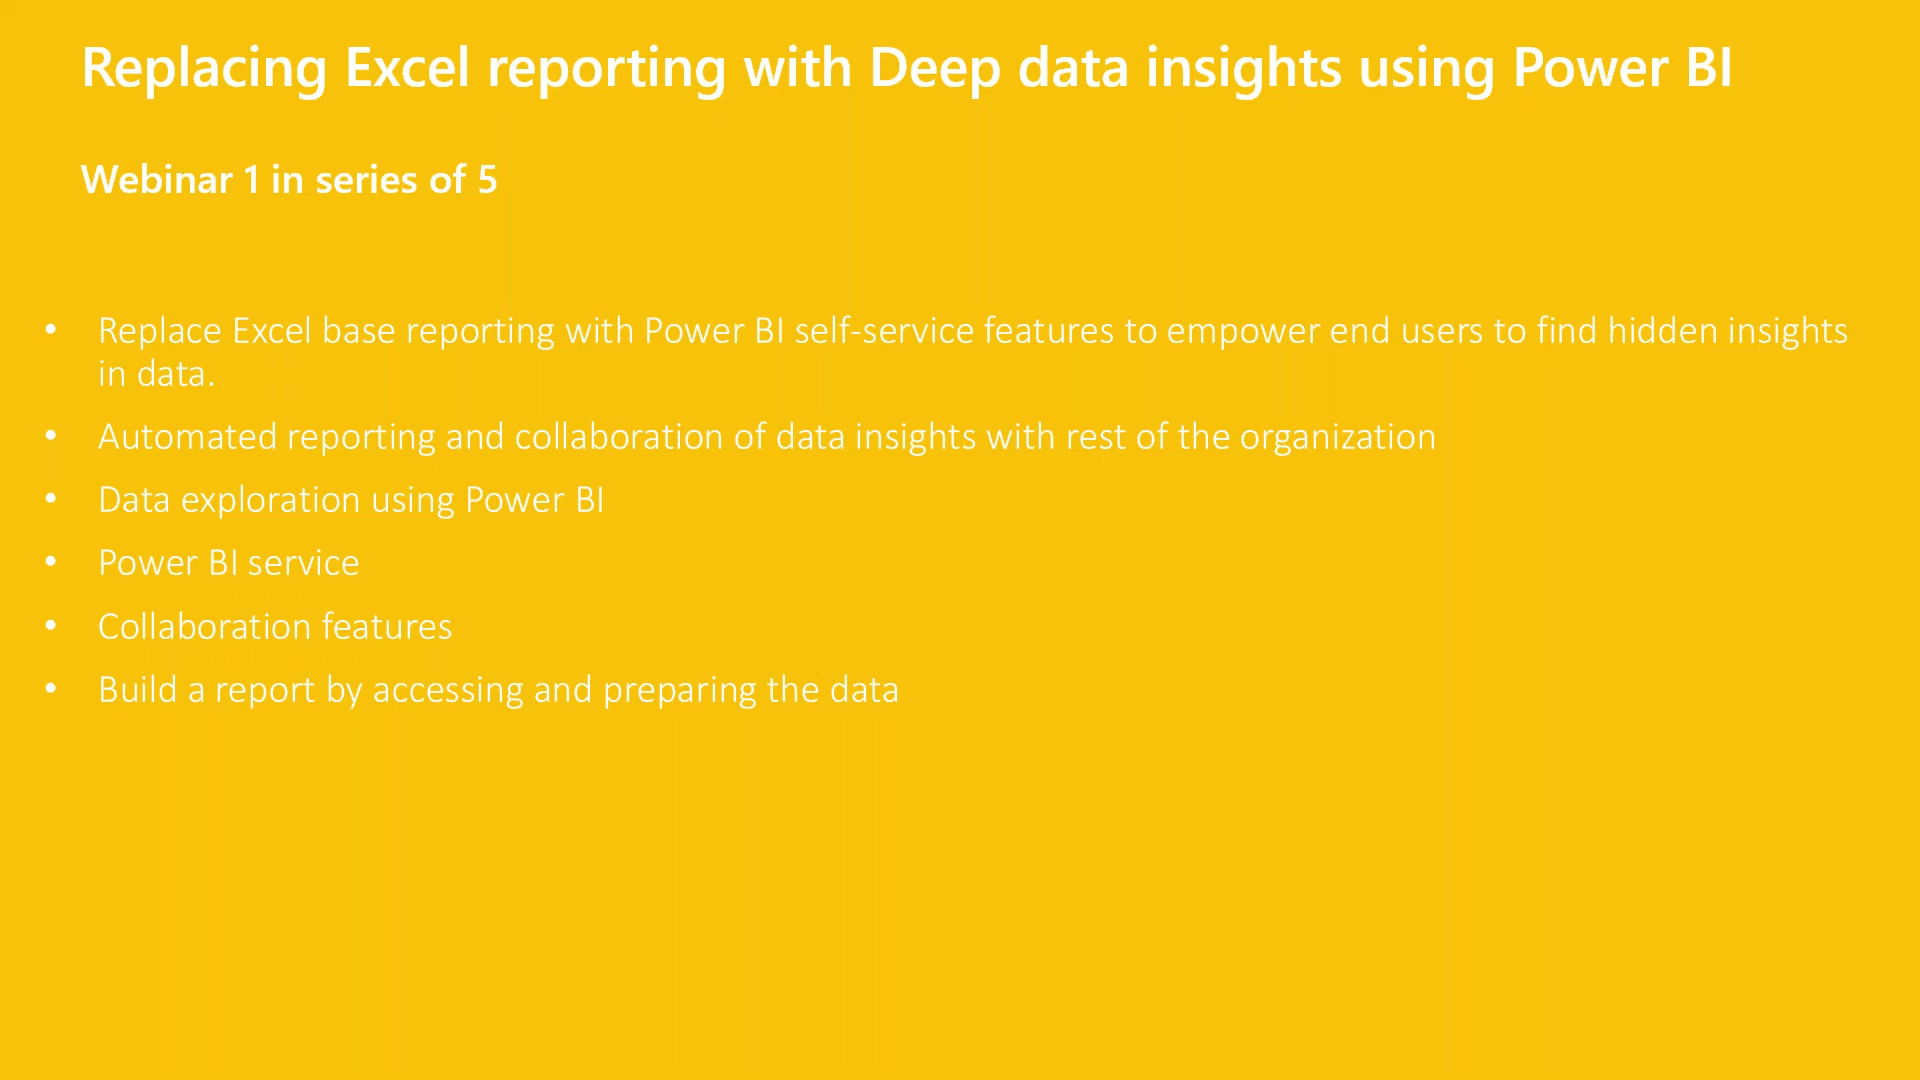 Replacing Excel reporting with Deep data insights using Power BI
Webinar 1 in series of 5
• Replace Excel base reporting with Power BI self-service features to empower end users to find hidden insights
in data.
• Automated reporting and collaboration of data insights with rest of the organization
• Data exploration using Power BI
• Power BI service
• Collaboration features
• Build a report by accessing and preparing the data